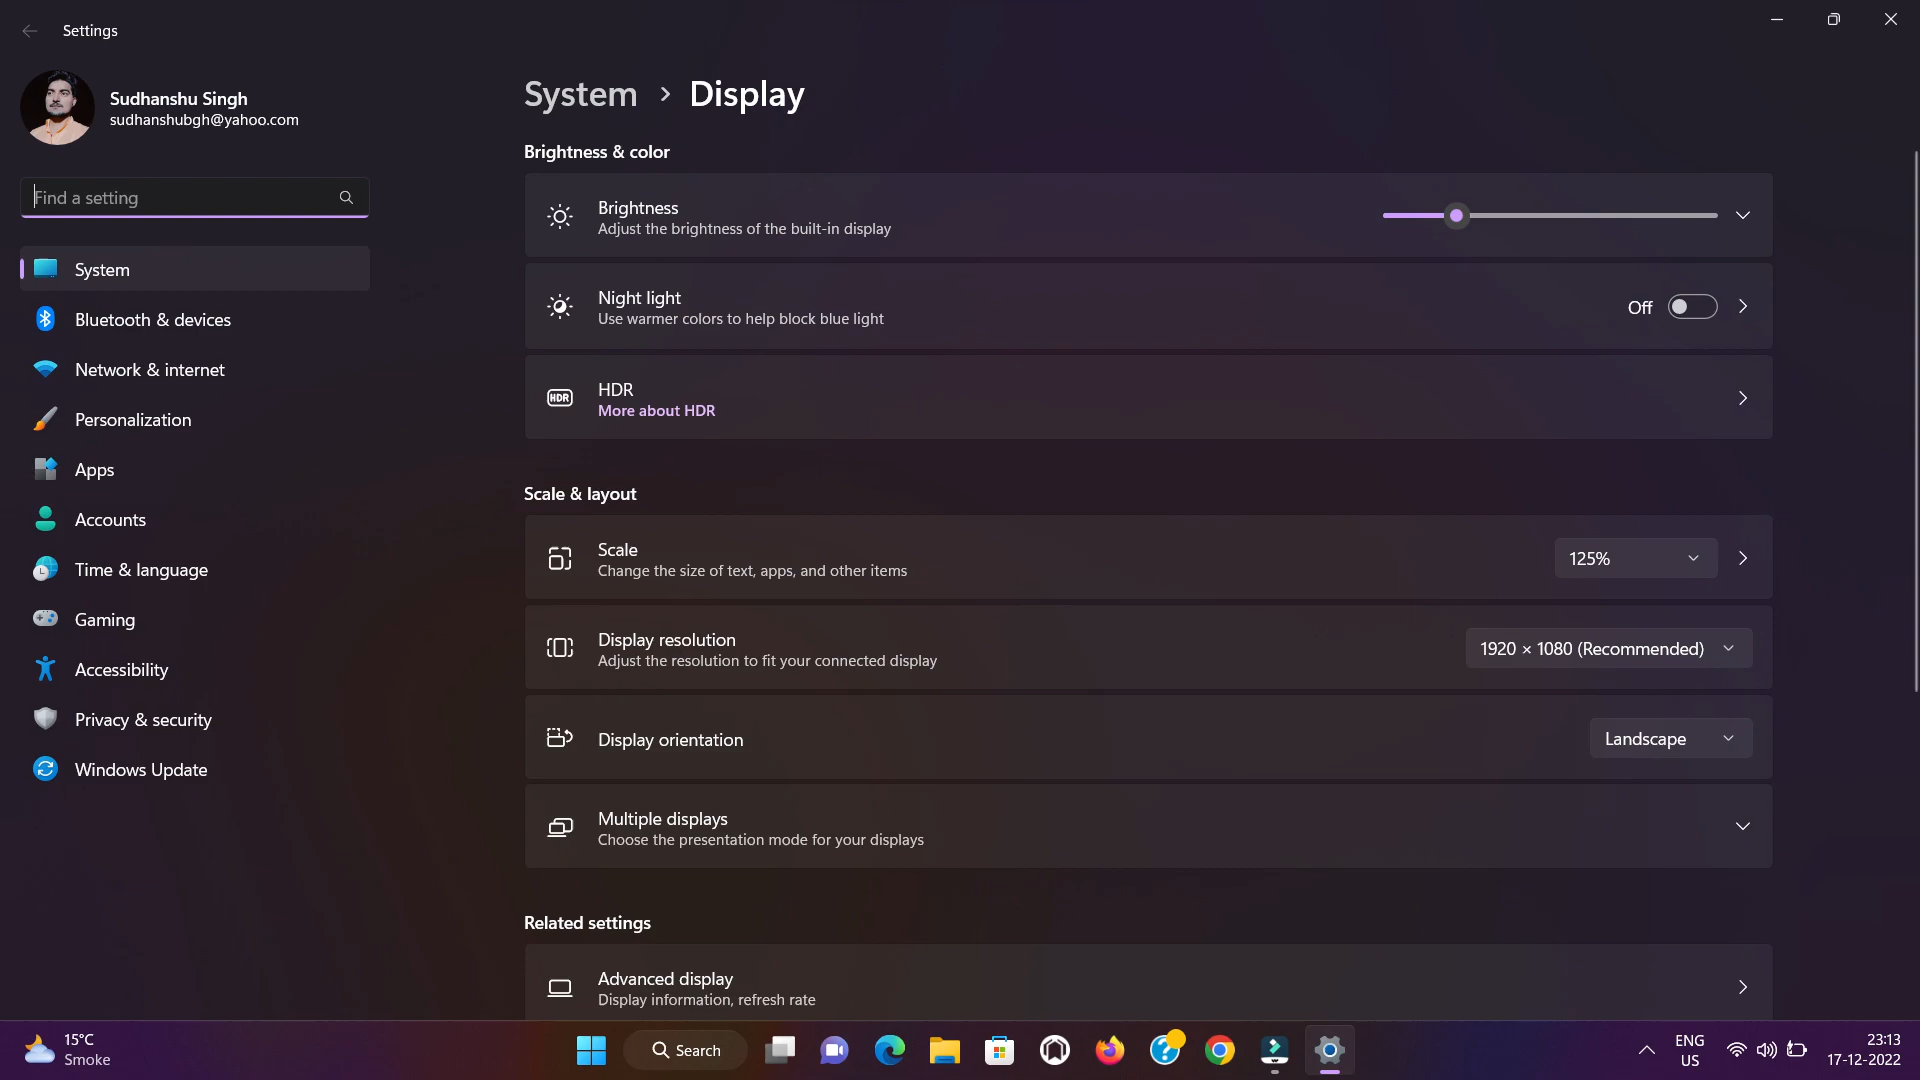 Settings
Sudhanshu Singh
sudhanshubgh@yahoo.com
Find a setting
System
Bluetooth & devices
Network & internet
Personalization
Apps
Accounts
Time & language
Gaming
Accessibility
Privacy & security
Windows Update
System > Display
Brightness & color
Brightness
Adjust the brightness of the built-in display
Night light
Use warmer colors to help block blue light
Off
HDR
HDR
More about HDR
Scale & layout
Scale
Change the size of text, apps, and other items
125%
Display resolution
Adjust the resolution to fit your connected display
1920 × 1080 (Recommended)
Display orientation
Landscape
Multiple displays
Choose the presentation mode for your displays
Related settings
Advanced display
Display information, refresh rate
15°C
Smoke
Search
ENG
US
23:13
17-12-2022